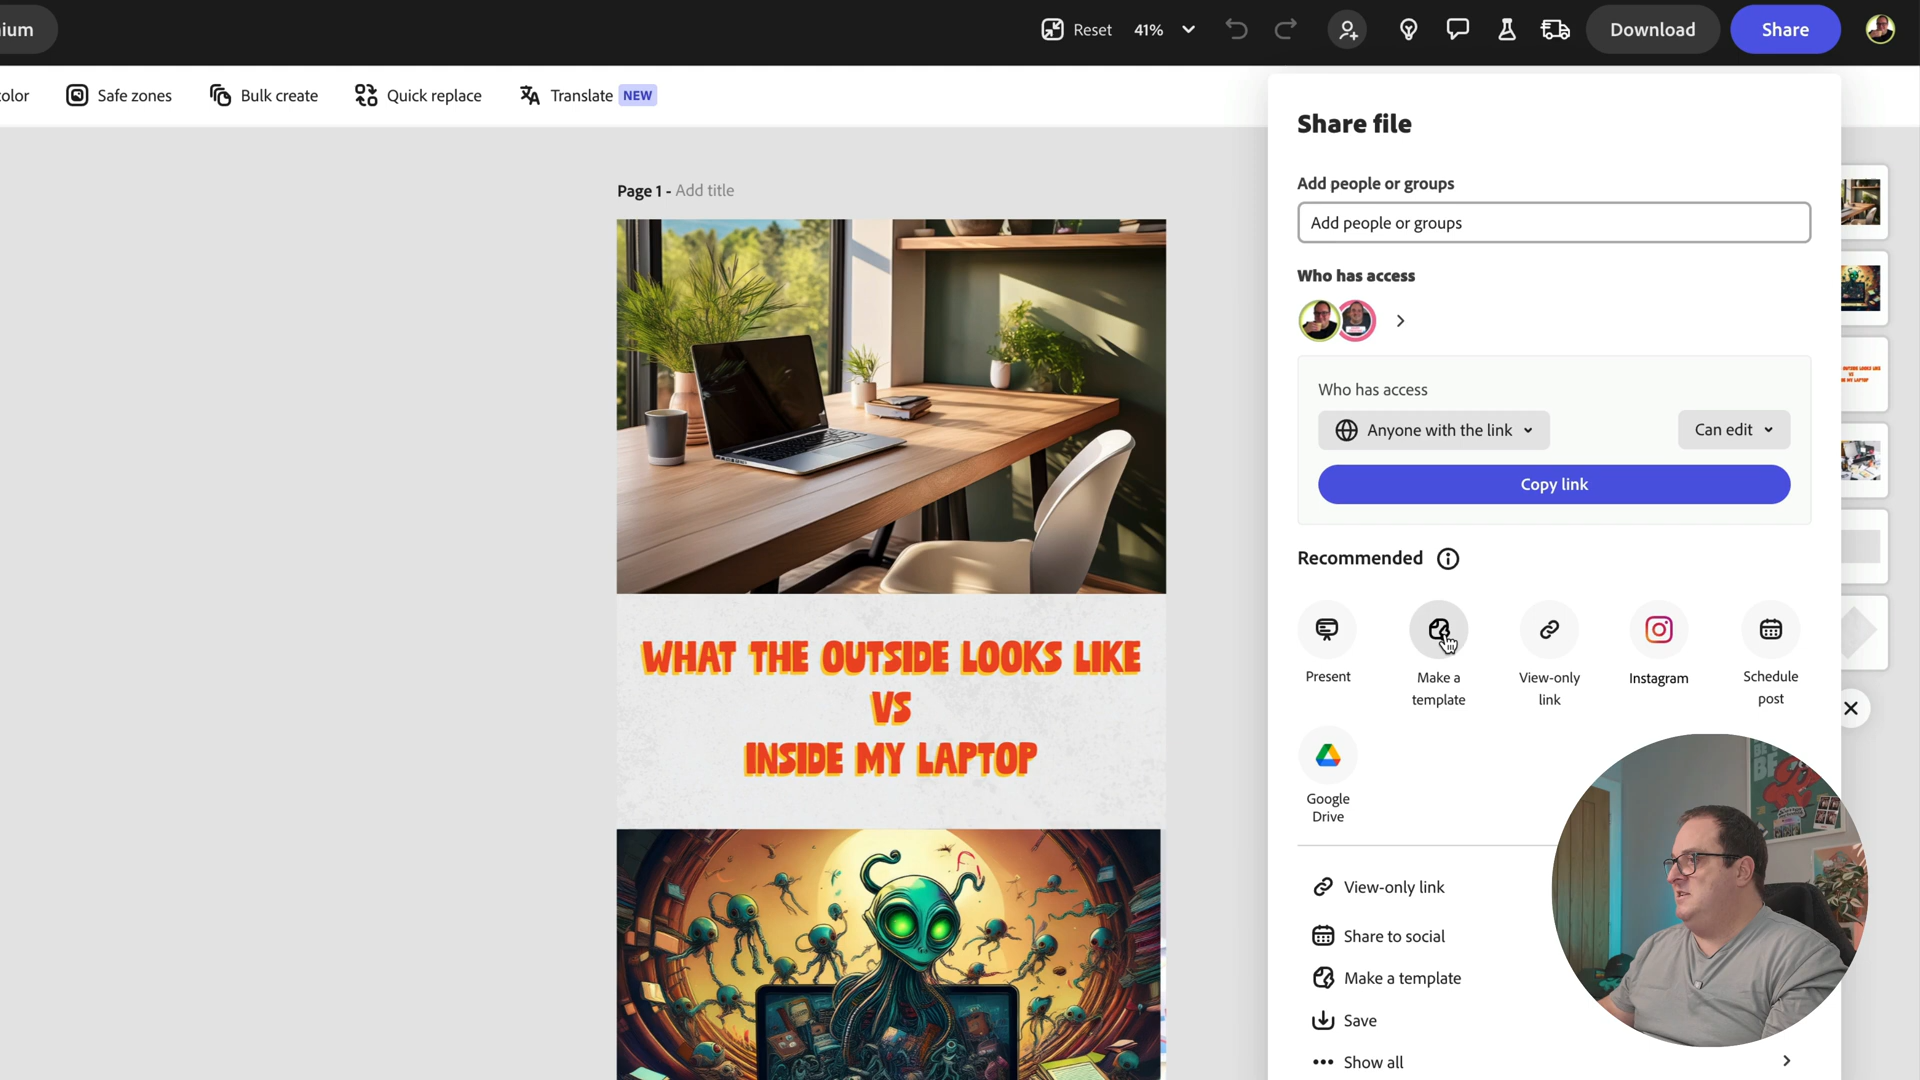 ium
Reset 41%
Download
Share
olor
Safe zones
Bulk create
Quick replace
Translate NEW
Page 1 - Add title
WHAT THE OUTSIDE LOOKS LIKE
VS
INSIDE MY LAPTOP
Share file
Add people or groups
Add people or groups
Who has access
Who has access
Anyone with the link
Can edit
Copy link
Recommended
Present
Make a
template
View-only
link
Instagram
Schedule
post
Google
Drive
View-only link
Share to social
Make a template
Save
Show all